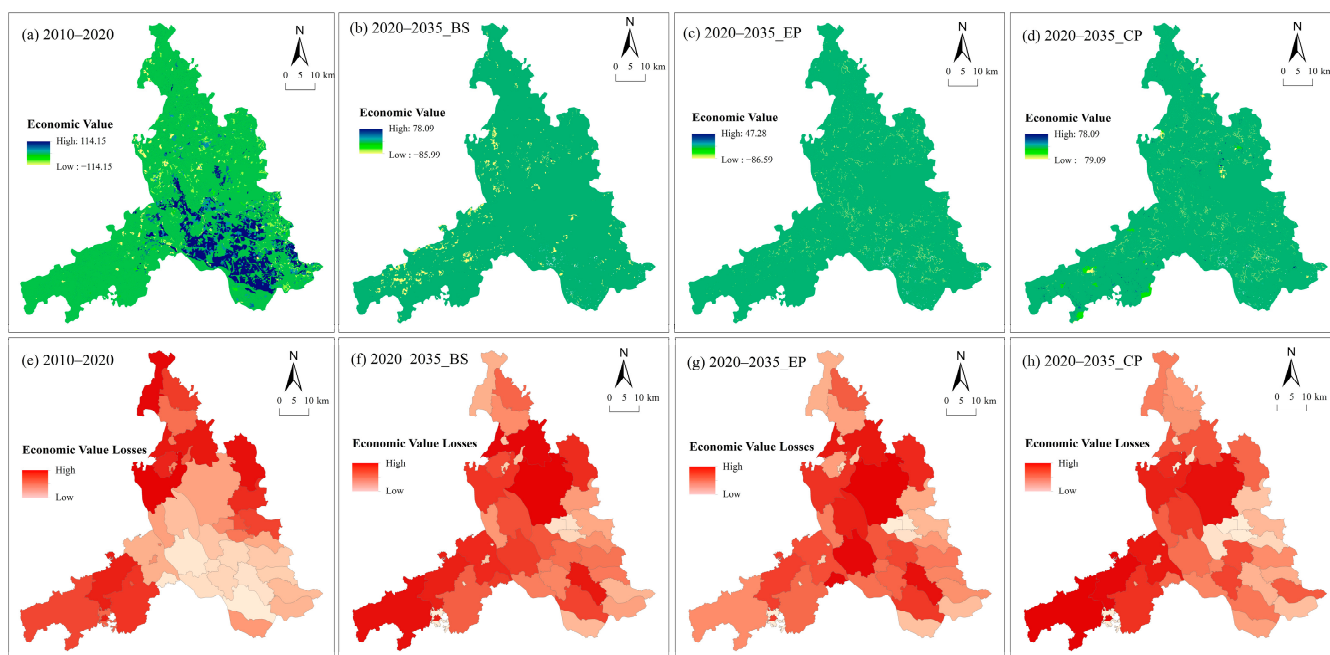 (a) 2010–2020
N
0 5 10 km
Economic Value
High: 114.15
Low : −114.15
(b) 2020–2035_BS
N
0 5 10 km
Economic Value
High: 78.09
Low : −85.99
(c) 2020–2035_EP
N
0 5 10 km
Economic Value
High: 47.28
Low : −86.59
(d) 2020–2035_CP
N
0 5 10 km
Economic Value
High: 78.09
Low : 79.09
(e) 2010–2020
N
0 5 10 km
Economic Value Losses
High
Low
(f) 2020 2035_BS
N
0 5 10 km
Economic Value Losses
High
Low
(g) 2020–2035_EP
N
0 5 10 km
Economic Value Losses
High
Low
(h) 2020–2035_CP
N
0 5 10 km
Economic Value Losses
High
Low